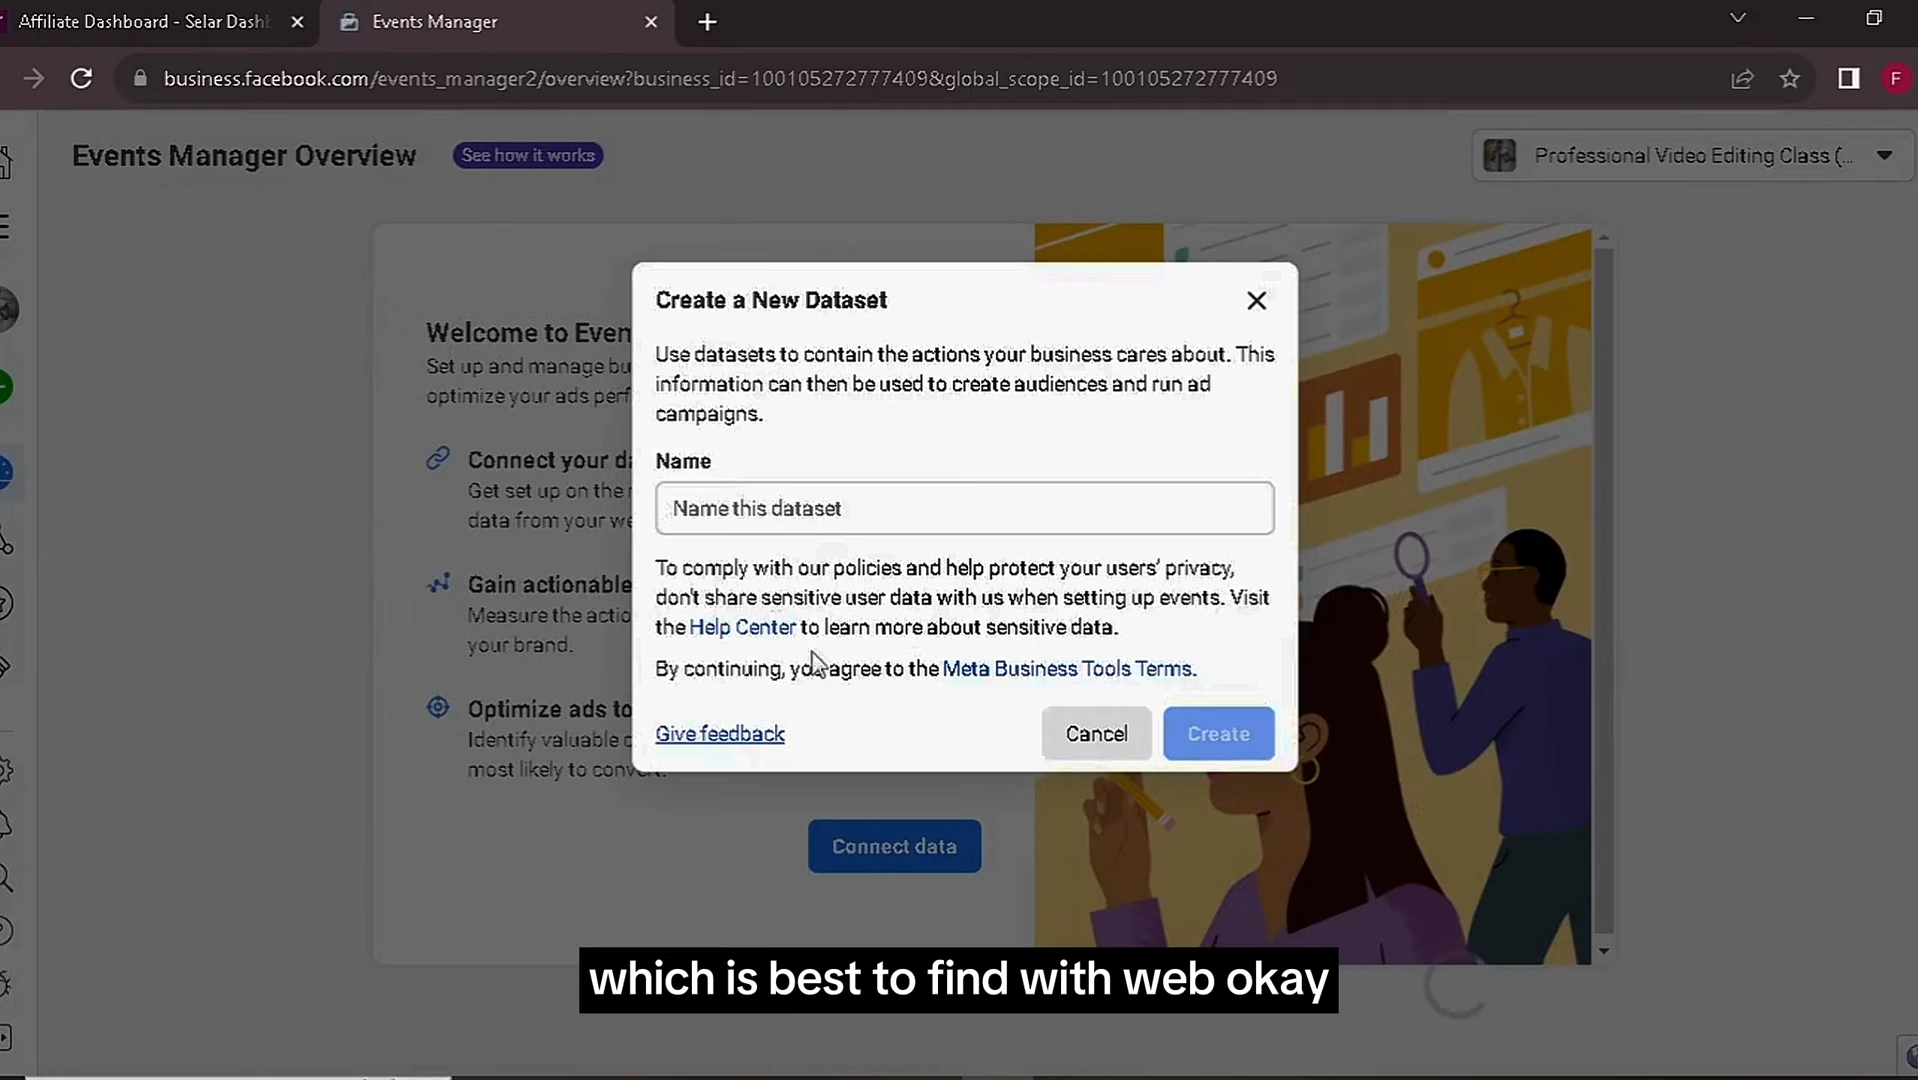 Affiliate Dashboard - Selar Dash
Events Manager
business.facebook.com/events_manager2/overview?business_id=100105272777409&global_scope_id=100105272777409
F
Events Manager Overview
See how it works
Professional Video Editing Class (...
Welcome to Even
Set up and manage bu
optimize your ads perf
Connect your da
Get set up on the
data from your we
Gain actionable
Measure the actio
your brand.
Optimize ads to
Identify valuable c
most likely to convert.
Connect data
Create a New Dataset
Use datasets to contain the actions your business cares about. This
information can then be used to create audiences and run ad
campaigns.
Name
Name this dataset
To comply with our policies and help protect your users' privacy,
don't share sensitive user data with us when setting up events. Visit
the Help Center to learn more about sensitive data.
By continuing, you agree to the Meta Business Tools Terms.
Give feedback
Cancel
Create
which is best to find with web okay